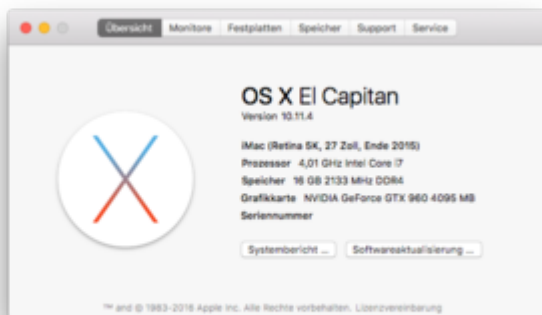 Übersicht Monitore Festplatten Speicher Support Service
OS X El Capitan
Version 10.11.4
iMac (Retina 5K, 27 Zoll, Ende 2015)
Prozessor 4,01 GHz Intel Core i7
Speicher 16 GB 2133 MHz DDR4
Grafikkarte NVIDIA GeForce GTX 960 4095 MB
Seriennummer
Systembericht ... Softwareaktualisierung ...
™ and © 1983-2016 Apple Inc. Alle Rechte vorbehalten. Lizenzvereinbarung